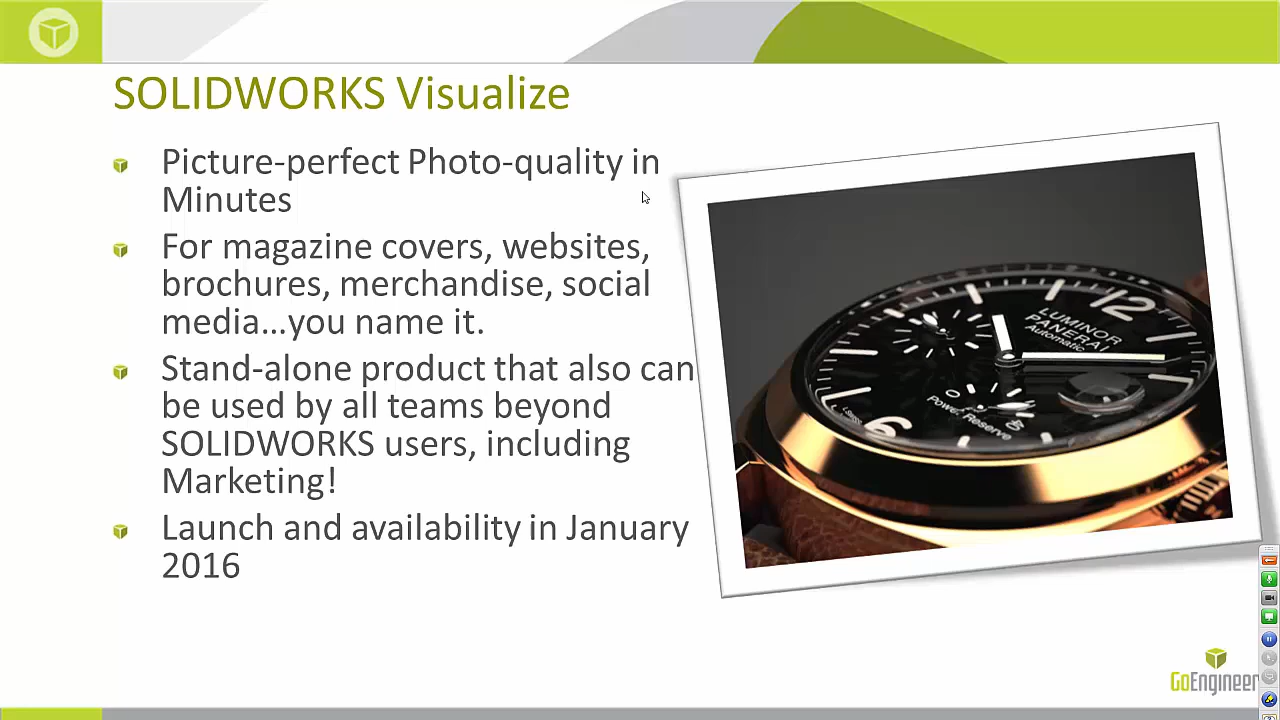 SOLIDWORKS Visualize
Picture-perfect Photo-quality in
Minutes
For magazine covers, websites,
brochures, merchandise, social
media...you name it.
Stand-alone product that also can
be used by all teams beyond
SOLIDWORKS users, including
Marketing!
Launch and availability in January
2016
12
LUMINOR
PANERAI
Automatic
Power Reserve
6
GoEngineer